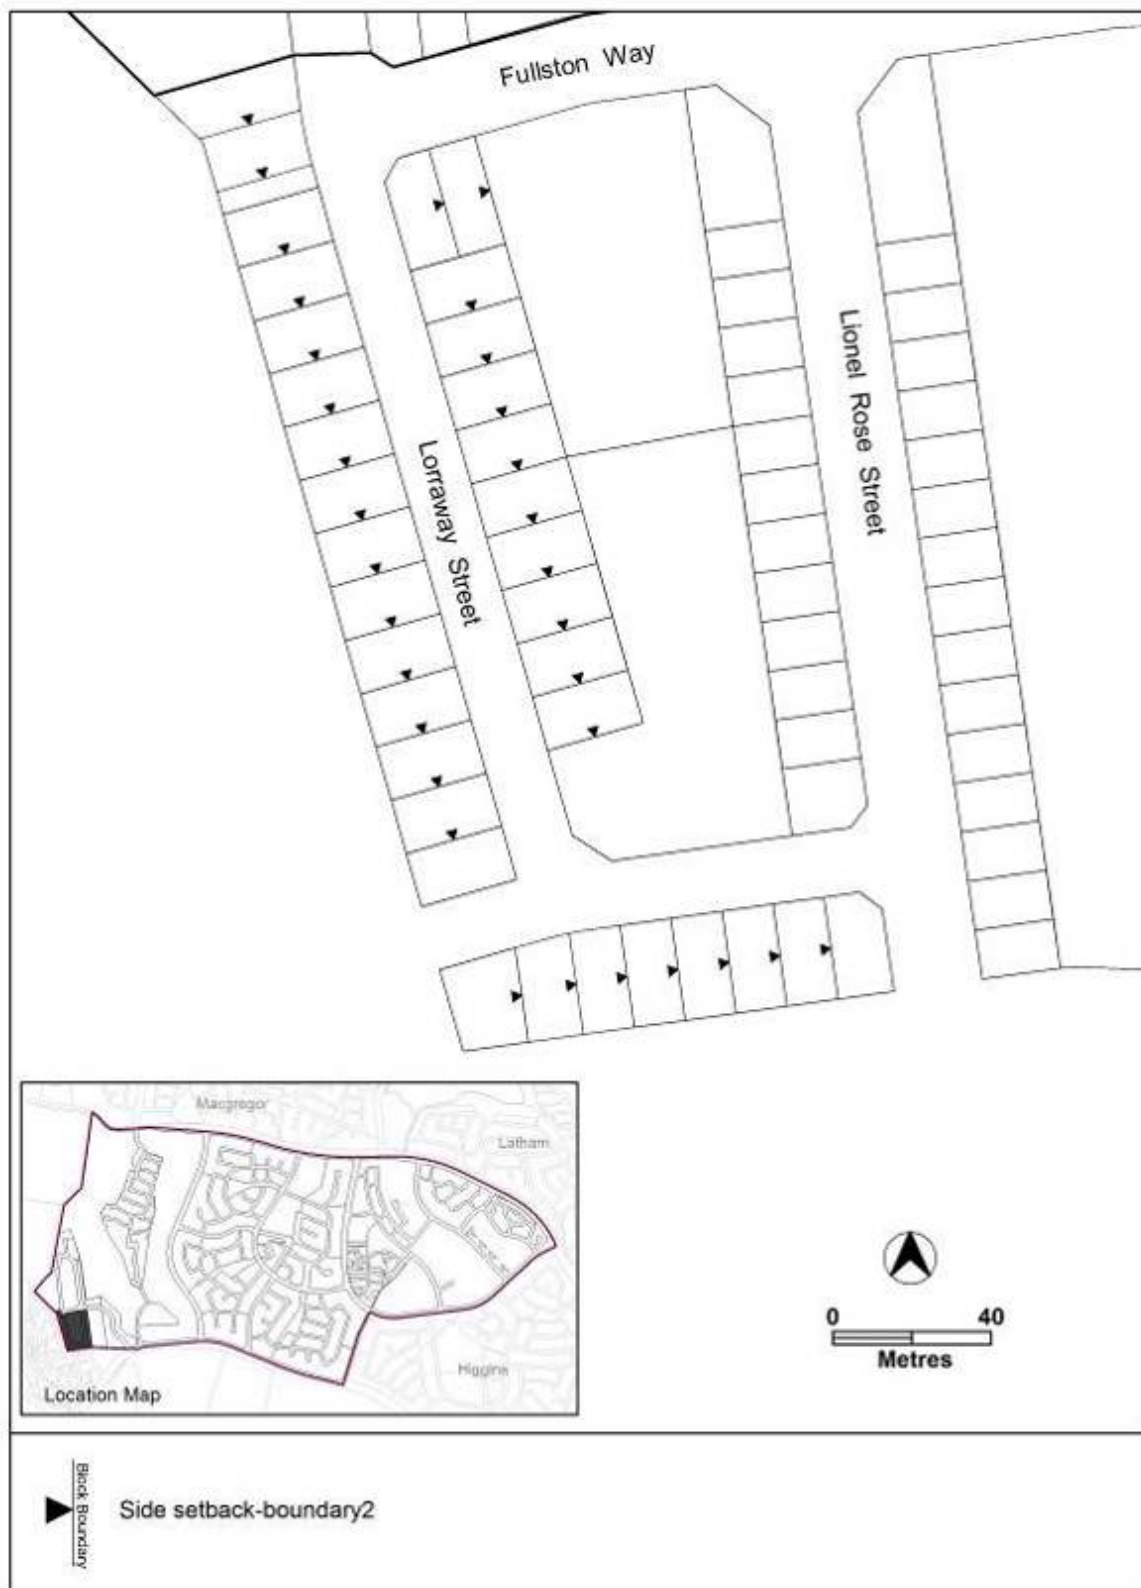 Fullston Way
Lionel Rose Street
Lorraway Street
Macgregor
Latham
Higgins
Location Map
0 40
Metres
Block Boundary
Side setback-boundary2